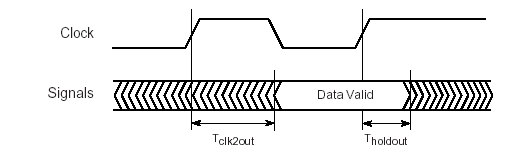 Clock
Signals
Data Valid
Tclk2out
Tholdout